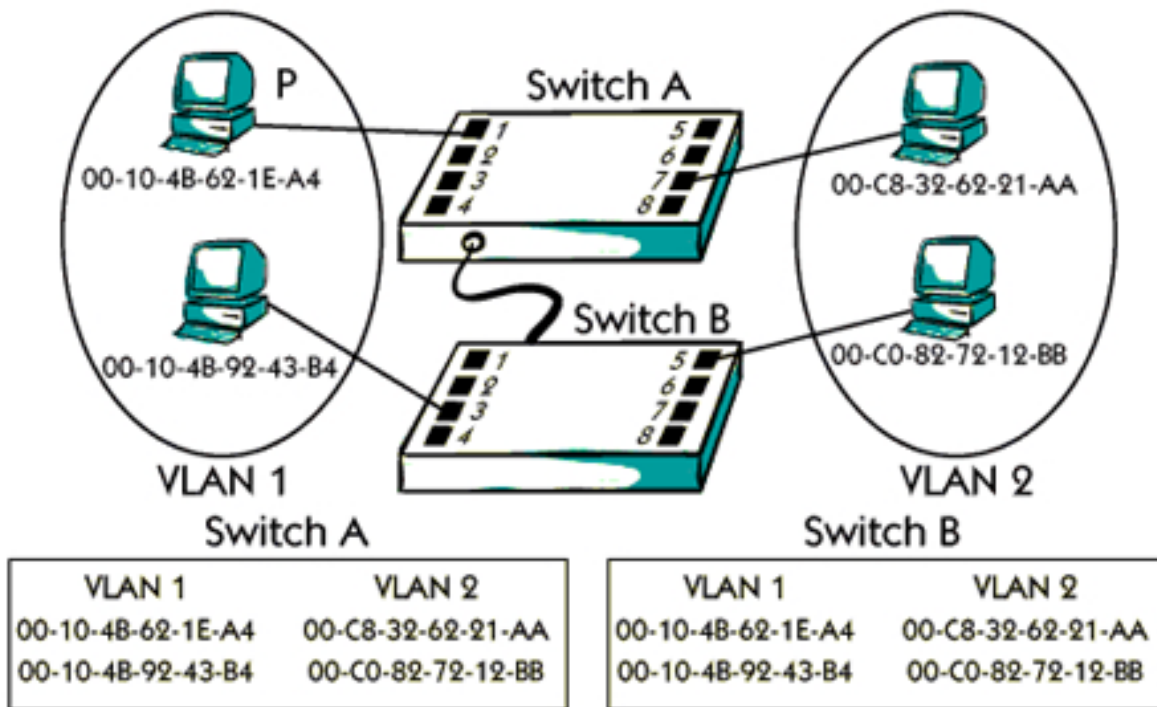 P
00-10-4B-62-1E-A4
00-10-4B-92-43-B4
VLAN 1
Switch A
1 5
2 6
3 7
4 8
Switch B
1 5
2 6
3 7
4 8
00-C8-32-62-21-AA
00-C0-82-72-12-BB
VLAN 2
Switch A
VLAN 1 VLAN 2
00-10-4B-62-1E-A4 00-C8-32-62-21-AA
00-10-4B-92-43-B4 00-C0-82-72-12-BB
Switch B
VLAN 1 VLAN 2
00-10-4B-62-1E-A4 00-C8-32-62-21-AA
00-10-4B-92-43-B4 00-C0-82-72-12-BB